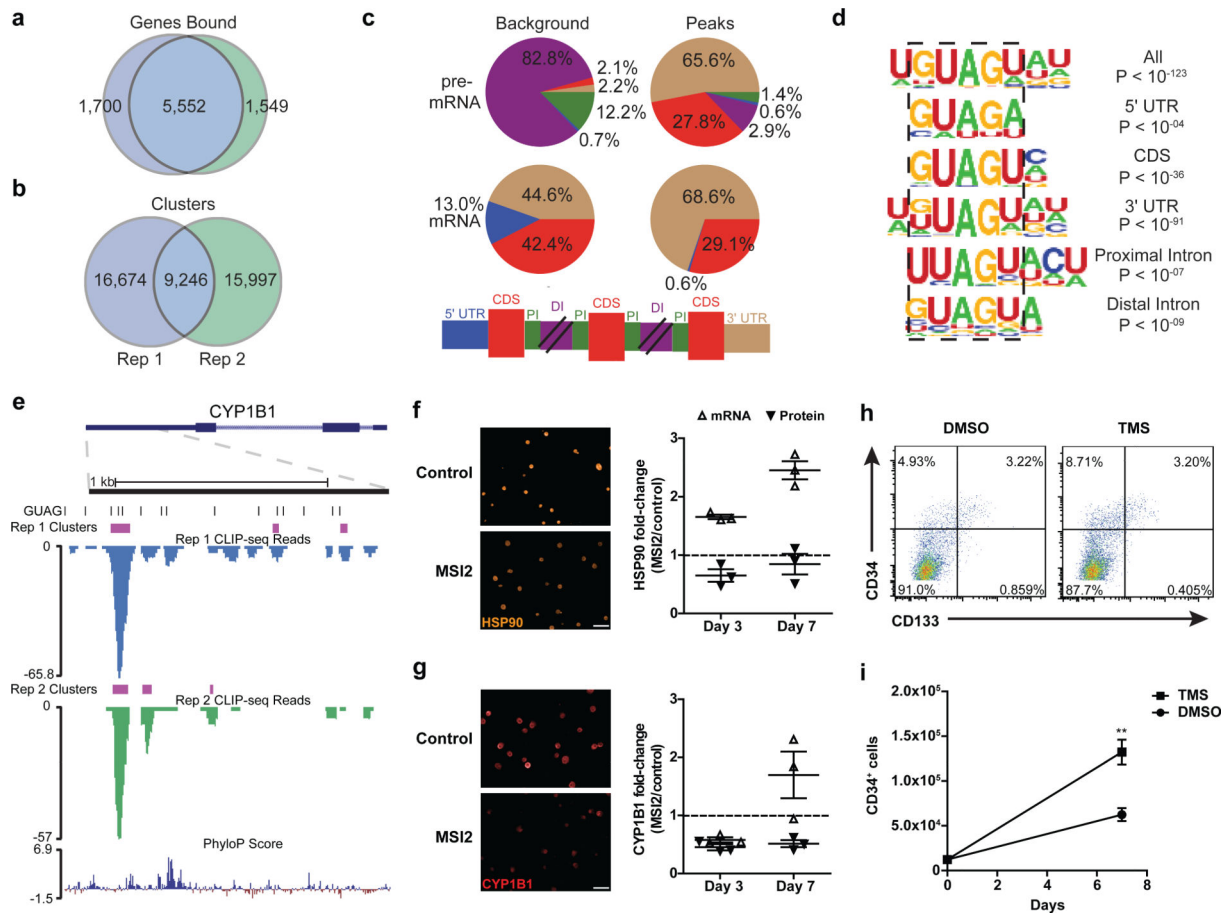 a
Genes Bound
1,700
5,552
1,549
b
Clusters
16,674
9,246
15,997
Rep 1
Rep 2
c
Background
Peaks
pre-
mRNA
82.8%
2.1%
2.2%
12.2%
0.7%
65.6%
1.4%
0.6%
2.9%
27.8%
13.0%
mRNA
44.6%
42.4%
68.6%
29.1%
0.6%
5' UTR
CDS
PI
DI
PI
CDS
PI
DI
PI
CDS
3' UTR
d
UGUAGUAU
All
P < 10-123
GUAGA
5' UTR
P < 10-04
GUAGUC
CDS
P < 10-36
3' UTR
P < 10-91
UUAGUACU
Proximal Intron
P < 10-07
GUAGUA
Distal Intron
P < 10-09
e
CYP1B1
1 kb
GUAG
Rep 1 Clusters
Rep 1 CLIP-seq Reads
0
-65.8
Rep 2 Clusters
Rep 2 CLIP-seq Reads
0
-57
PhyloP Score
6.9
-1.5
f
Control
MSI2
HSP90
mRNA
Protein
HSP90 fold-change
(MSI2/control)
3
2
1
0
Day 3
Day 7
g
Control
MSI2
CYP1B1
CYP1B1 fold-change
(MSI2/control)
3
2
1
0
Day 3
Day 7
h
DMSO
TMS
4.93%
3.22%
91.0%
0.859%
8.71%
3.20%
87.7%
0.405%
CD34
CD133
i
TMS
DMSO
CD34+ cells
2.0x10⁵
1.5x10⁵
1.0x10⁵
5.0x10⁴
0
**
0
2
4
6
8
Days